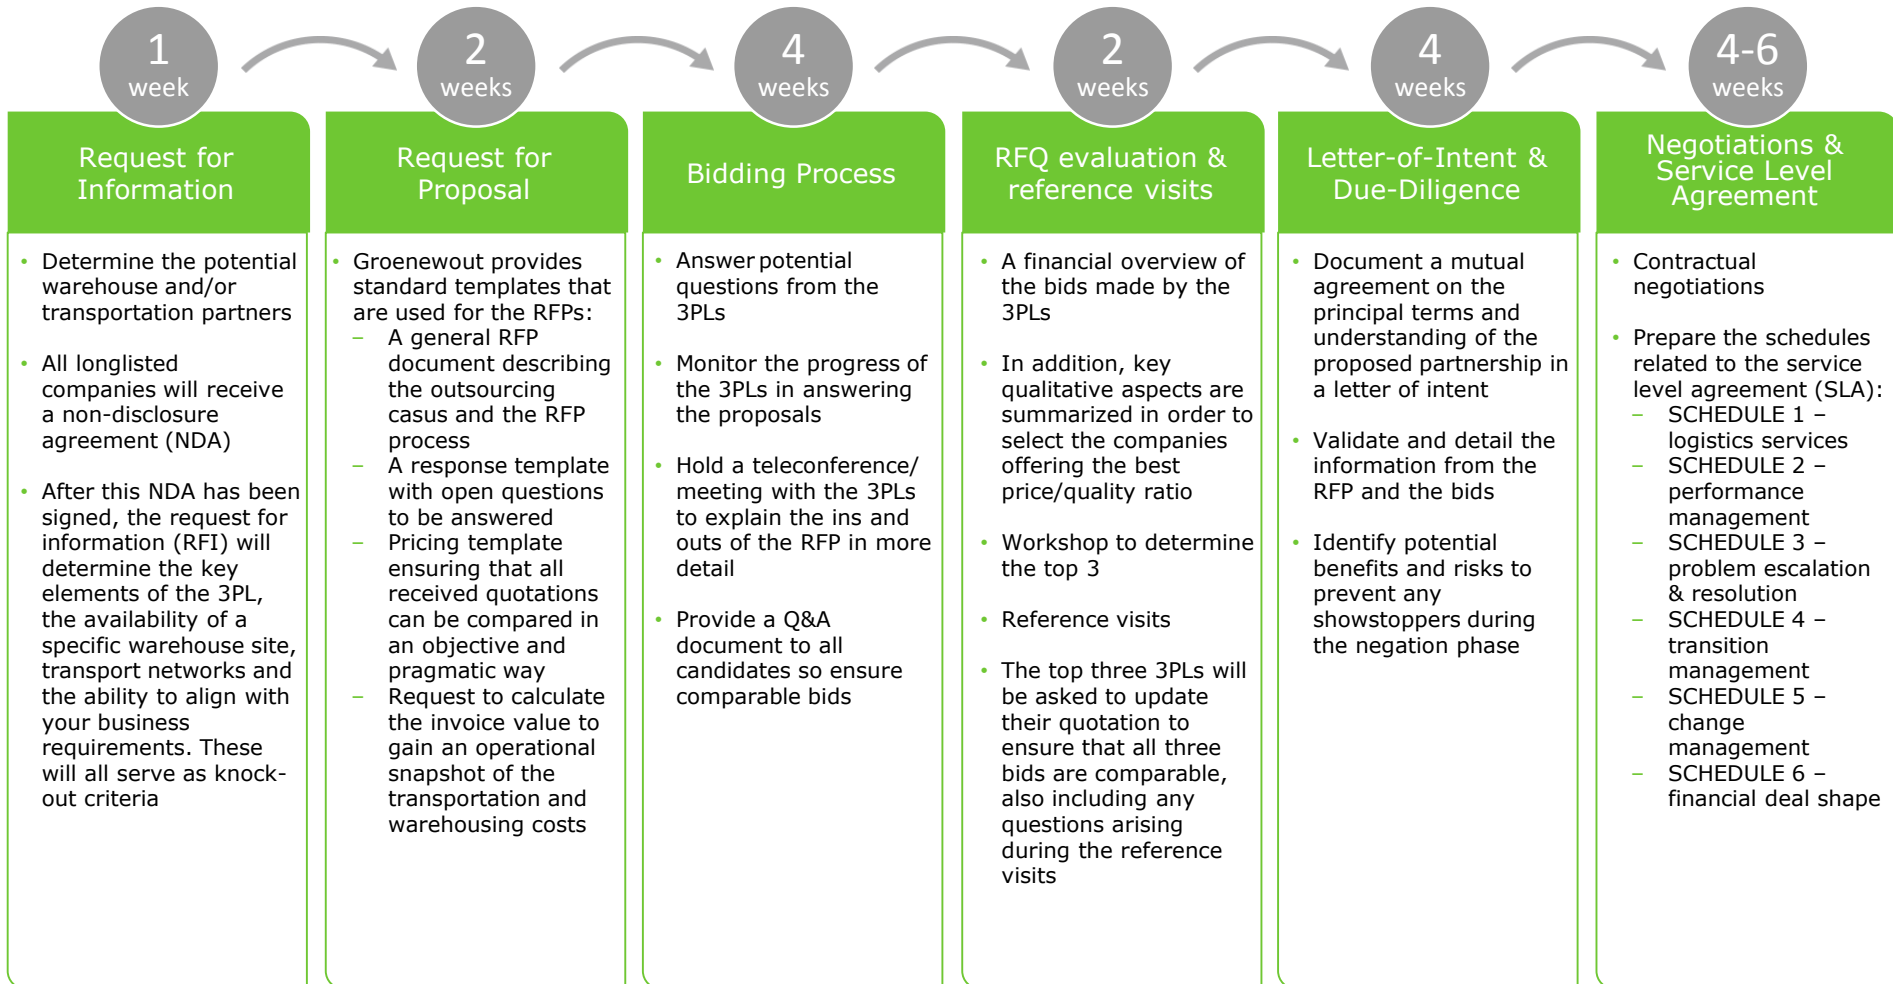 1
week
2
weeks
4
weeks
2
weeks
4
weeks
4-6
weeks
Request for
Information
• Determine the potential
warehouse and/or
transportation partners
• All longlisted
companies will receive
a non-disclosure
agreement (NDA)
• After this NDA has been
signed, the request for
information (RFI) will
determine the key
elements of the 3PL,
the availability of a
specific warehouse site,
transport networks and
the ability to align with
your business
requirements. These
will all serve as knock-
out criteria
Request for
Proposal
• Groenewout provides
standard templates that
are used for the RFPs:
– A general RFP
document describing
the outsourcing
casus and the RFP
process
– A response template
with open questions
to be answered
– Pricing template
ensuring that all
received quotations
can be compared in
an objective and
pragmatic way
– Request to calculate
the invoice value to
gain an operational
snapshot of the
transportation and
warehousing costs
Bidding Process
• Answer potential
questions from the
3PLs
• Monitor the progress of
the 3PLs in answering
the proposals
• Hold a teleconference/
meeting with the 3PLs
to explain the ins and
outs of the RFP in more
detail
• Provide a Q&A
document to all
candidates so ensure
comparable bids
RFQ evaluation &
reference visits
• A financial overview of
the bids made by the
3PLs
• In addition, key
qualitative aspects are
summarized in order to
select the companies
offering the best
price/quality ratio
• Workshop to determine
the top 3
• Reference visits
• The top three 3PLs will
be asked to update
their quotation to
ensure that all three
bids are comparable,
also including any
questions arising
during the reference
visits
Letter-of-Intent &
Due-Diligence
• Document a mutual
agreement on the
principal terms and
understanding of the
proposed partnership in
a letter of intent
• Validate and detail the
information from the
RFP and the bids
• Identify potential
benefits and risks to
prevent any
showstoppers during
the negation phase
Negotiations &
Service Level
Agreement
• Contractual
negotiations
• Prepare the schedules
related to the service
level agreement (SLA):
– SCHEDULE 1 –
logistics services
– SCHEDULE 2 –
performance
management
– SCHEDULE 3 –
problem escalation
& resolution
– SCHEDULE 4 –
transition
management
– SCHEDULE 5 –
change
management
– SCHEDULE 6 –
financial deal shape